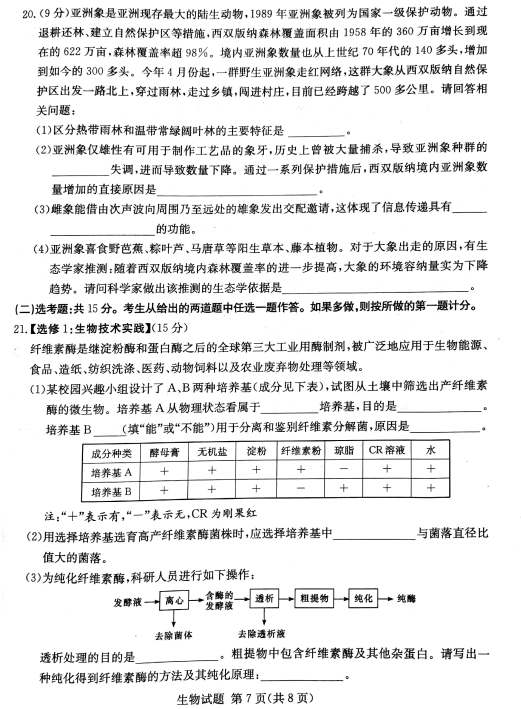 20.(9分)亚洲象是亚洲现存最大的陆生动物,1989年亚洲象被列为国家一级保护动物。通过
退耕还林、建立自然保护区等措施,西双版纳森林覆盖面积由1958年的360万亩增长到现
在的622万亩,森林覆盖率超98%。境内亚洲象数量也从上世纪70年代的140多头,增加
到如今的300多头。今年4月份起,一群野生亚洲象走红网络,这群大象从西双版纳自然保
护区出发一路北上,穿过雨林,走过乡镇,闯进村庄,目前已经跨越了500多公里。请回答相
关问题:
(1)区分热带雨林和温带常绿阔叶林的主要特征是________。
(2)亚洲象仅雄性有可用于制作工艺品的象牙,历史上曾被大量捕杀,导致亚洲象种群的
________失调,进而导致数量下降。通过一系列保护措施后,西双版纳境内亚洲象数
量增加的直接原因是________。
(3)雌象能借由次声波向周围乃至远处的雄象发出交配邀请,这体现了信息传递具有____
________的功能。
(4)亚洲象喜食野芭蕉、粽叶芦、马唐草等阳生草本、藤本植物。对于大象出走的原因,有生
态学家推测:随着西双版纳境内森林覆盖率的进一步提高,大象的环境容纳量实为下降
趋势。请问科学家做出该推测的生态学依据是________。
(二)选考题:共15分。考生从给出的两道题中任选一题作答。如果多做,则按所做的第一题计分。
21.【选修1:生物技术实践】(15分)
纤维素酶是继淀粉酶和蛋白酶之后的全球第三大工业用酶制剂,被广泛地应用于生物能源、
食品、造纸、纺织洗涤、医药、动物饲料以及农业废弃物处理等领域。
(1)某校园兴趣小组设计了A、B两种培养基(成分见下表),试图从土壤中筛选出产纤维素
酶的微生物。培养基A从物理状态看属于________培养基,目的是________。
培养基B____(填“能”或“不能”)用于分离和鉴别纤维素分解菌,原因是________。
成分种类 酵母膏 无机盐 淀粉 纤维素粉 琼脂 CR溶液 水
培养基A + + + + － + +
培养基B + + + － + + +
注:“+”表示有,“－”表示无,CR为刚果红
(2)用选择培养基选育高产纤维素酶菌株时,应选择培养基中________与菌落直径比
值大的菌落。
(3)为纯化纤维素酶,科研人员进行如下操作:
发酵液→离心→含酶的发酵液→透析→粗提物→纯化→纯酶
去除菌体 去除透析液
透析处理的目的是________。粗提物中包含纤维素酶及其他杂蛋白。请写出一
种纯化得到纤维素酶的方法及其纯化原理:________。
生物试题 第7页(共8页)